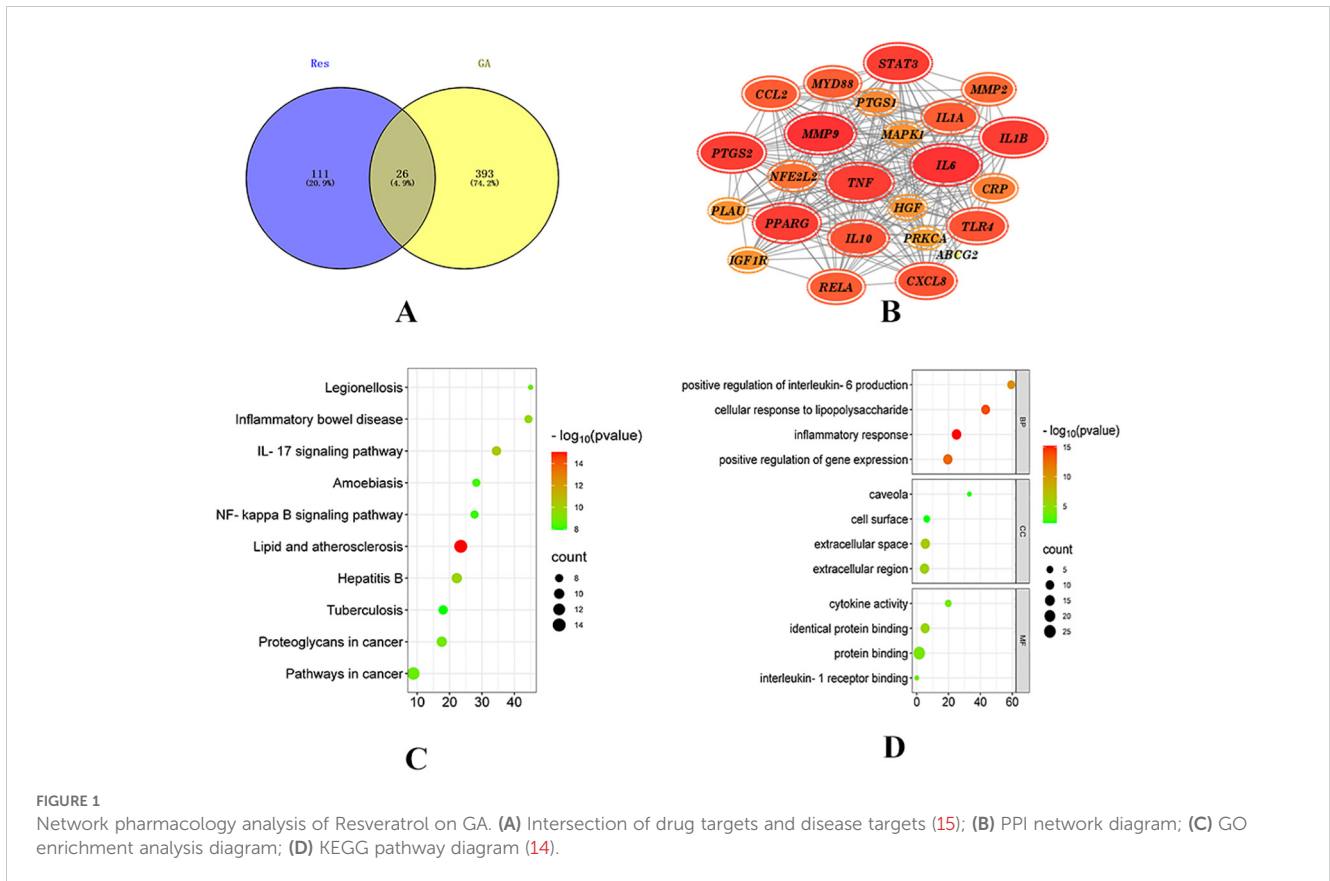 Res
GA
111
(20.9%)
26
(4.9%)
393
(74.2%)
A
STAT3
MYD88
CCL2
PTGS1
MMP2
IL1A
MMP9
MAPK1
IL1B
PTGS2
IL6
NFE2L2
TNF
CRP
PLAU
HGF
PPARG
TLR4
IL10
PRKCA
ABCG2
IGF1R
RELA
CXCL8
B
Legionellosis
Inflammatory bowel disease
IL- 17 signaling pathway
Amoebiasis
NF- kappa B signaling pathway
Lipid and atherosclerosis
Hepatitis B
Tuberculosis
Proteoglycans in cancer
Pathways in cancer
10 20 30 40
- log10(pvalue)
14
12
10
8
count
8
10
12
14
C
positive regulation of interleukin- 6 production
cellular response to lipopolysaccharide
inflammatory response
positive regulation of gene expression
BP
caveola
cell surface
extracellular space
extracellular region
CC
cytokine activity
identical protein binding
protein binding
interleukin- 1 receptor binding
MF
0 20 40 60
- log10(pvalue)
15
10
5
count
5
10
15
20
25
D
FIGURE 1
Network pharmacology analysis of Resveratrol on GA. (A) Intersection of drug targets and disease targets (15); (B) PPI network diagram; (C) GO
enrichment analysis diagram; (D) KEGG pathway diagram (14).